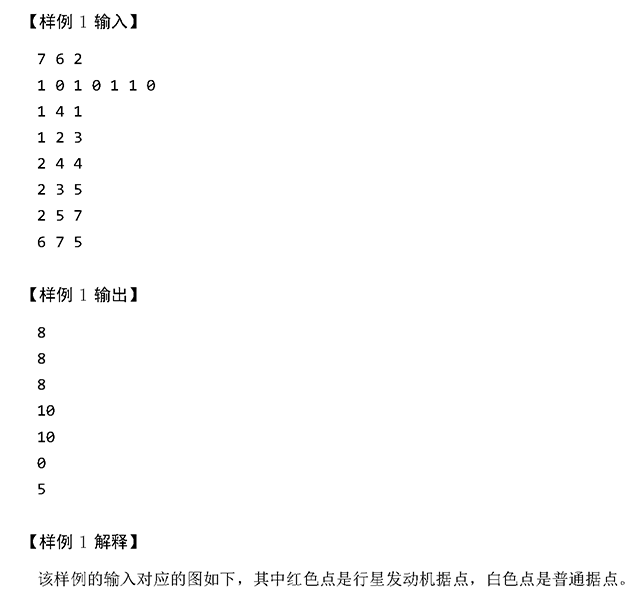 【样例 1 输入】
7 6 2
1 0 1 0 1 1 0
1 4 1
1 2 3
2 4 4
2 3 5
2 5 7
6 7 5
【样例 1 输出】
8
8
8
10
10
0
5
【样例 1 解释】
该样例的输入对应的图如下，其中红色点是行星发动机据点，白色点是普通据点。